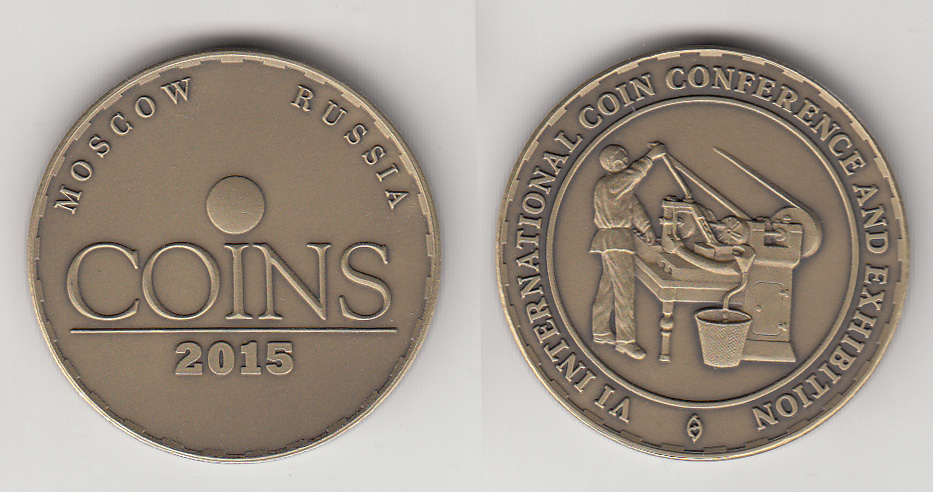 MOSCOW RUSSIA
COINS
2015
VI INTERNATIONAL COIN CONFERENCE AND EXHIBITION